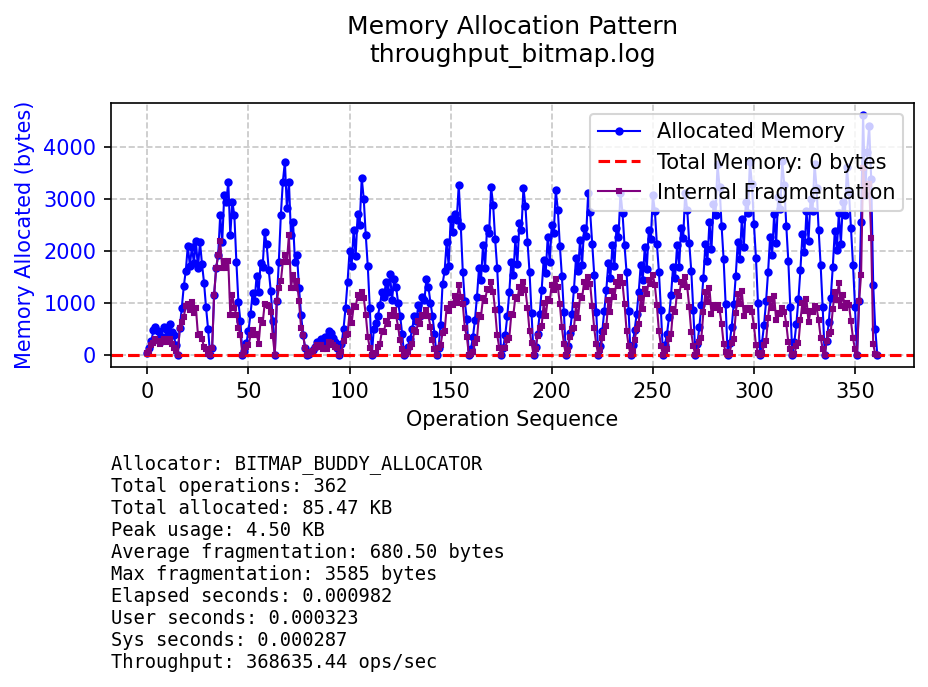 Memory Allocation Pattern
throughput_bitmap.log
Memory Allocated (bytes)
4000
3000
2000
1000
0
Allocated Memory
Total Memory: 0 bytes
Internal Fragmentation
0 50 100 150 200 250 300 350
Operation Sequence
Allocator: BITMAP_BUDDY_ALLOCATOR
Total operations: 362
Total allocated: 85.47 KB
Peak usage: 4.50 KB
Average fragmentation: 680.50 bytes
Max fragmentation: 3585 bytes
Elapsed seconds: 0.000982
User seconds: 0.000323
Sys seconds: 0.000287
Throughput: 368635.44 ops/sec